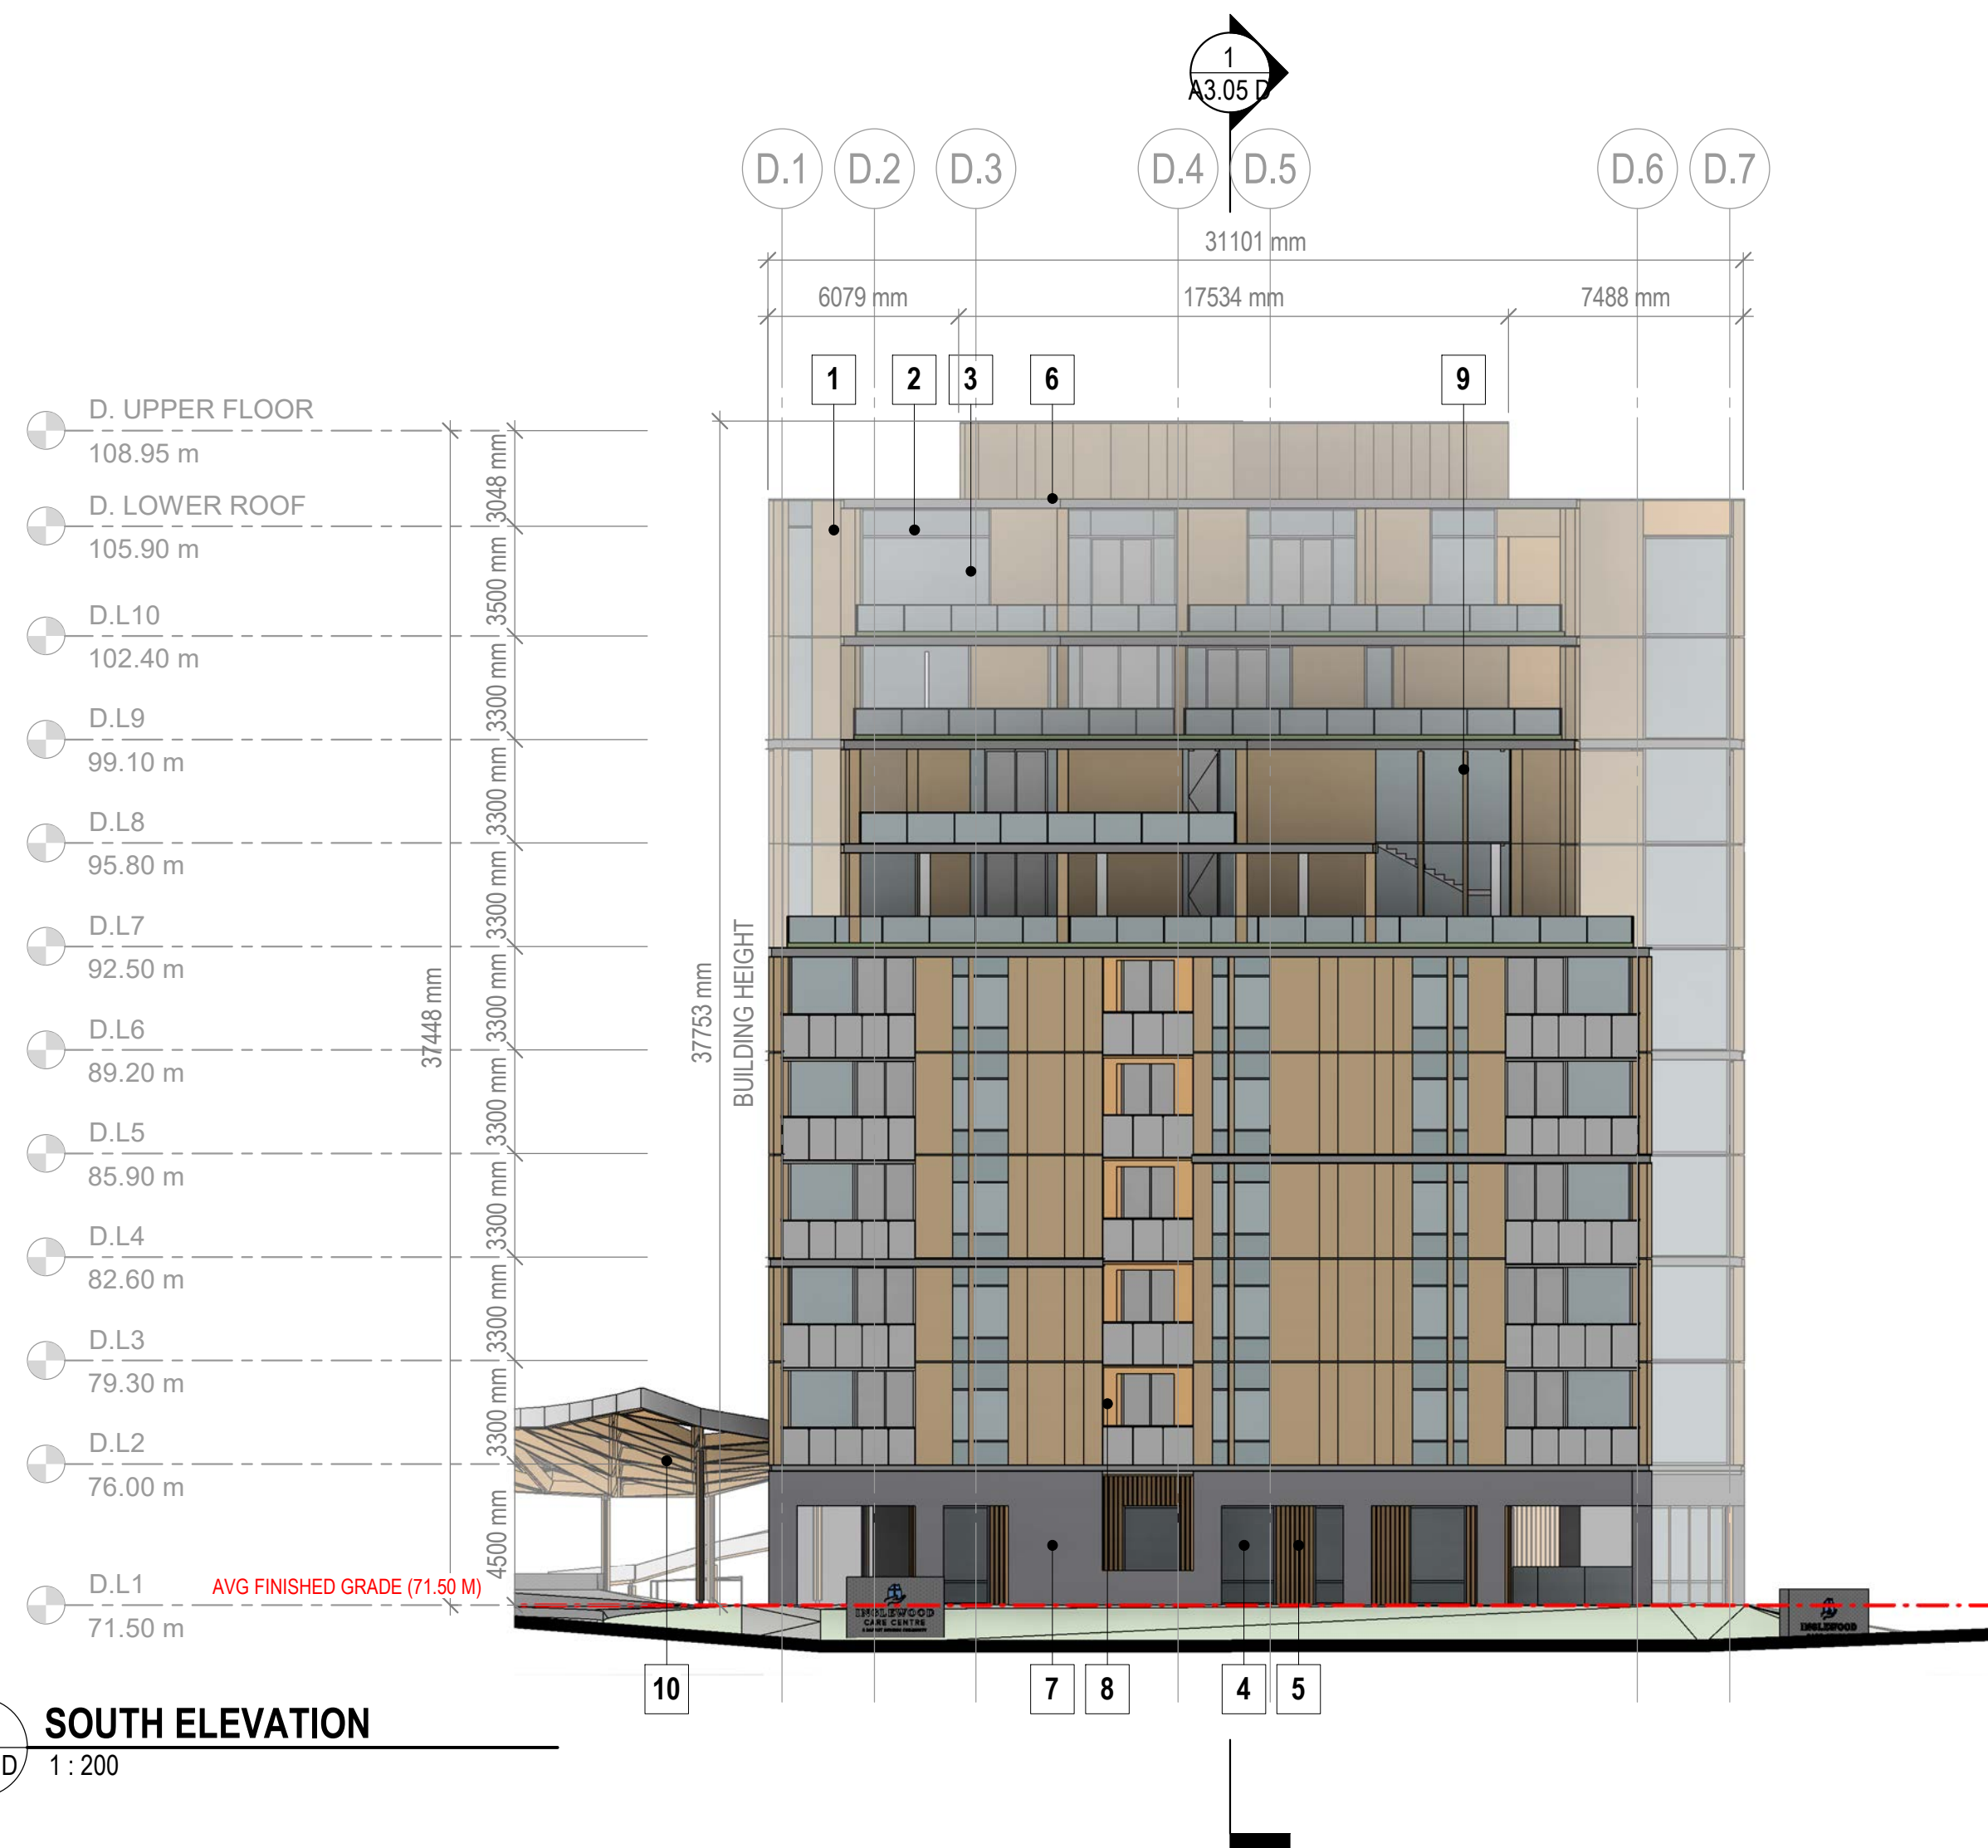 1
A3.05 D
D.1 D.2 D.3 D.4 D.5 D.6 D.7
31101 mm
6079 mm 17534 mm 7488 mm
1 2 3 6 9
D. UPPER FLOOR
108.95 m
3048 mm
D. LOWER ROOF
105.90 m
3500 mm
D.L10
102.40 m
3300 mm
D.L9
99.10 m
3300 mm
D.L8
95.80 m
3300 mm
D.L7
92.50 m
3300 mm
D.L6
89.20 m
3300 mm
D.L5
85.90 m
3300 mm
D.L4
82.60 m
3300 mm
D.L3
79.30 m
3300 mm
D.L2
76.00 m
4500 mm
D.L1
71.50 m
37448 mm
37753 mm
BUILDING HEIGHT
AVG FINISHED GRADE (71.50 M)
INGLEWOOD
CARE CENTRE
INGLEWOOD
10 7 8 4 5
SOUTH ELEVATION
D
1 : 200